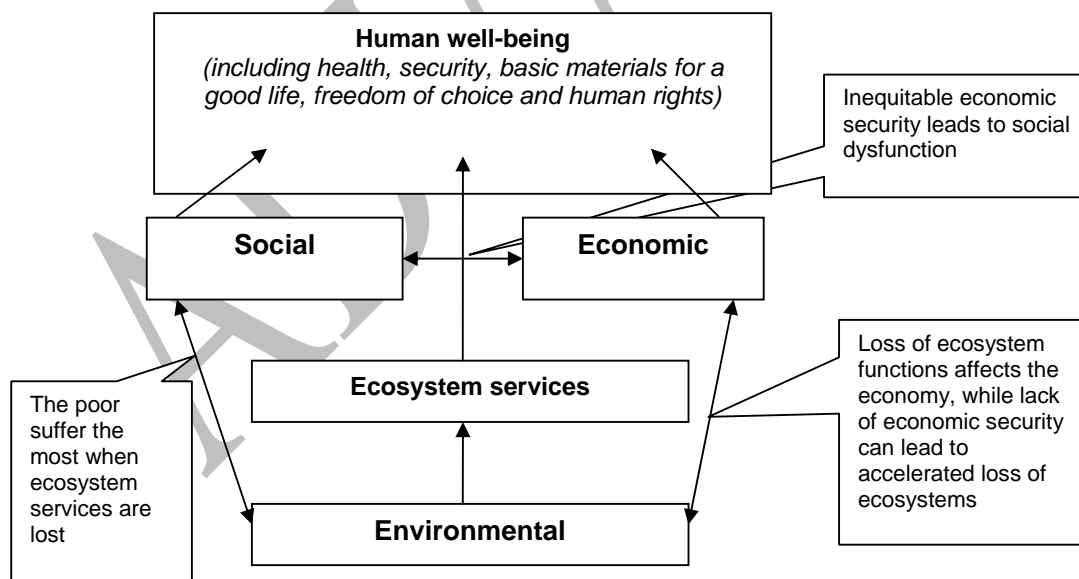 Human well-being
(including health, security, basic materials for a
good life, freedom of choice and human rights)
Inequitable economic
security leads to social
dysfunction
Social
Economic
Ecosystem services
Loss of ecosystem
functions affects the
economy, while lack
of economic security
can lead to
accelerated loss of
ecosystems
The poor
suffer the
most when
ecosystem
services are
lost
Environmental